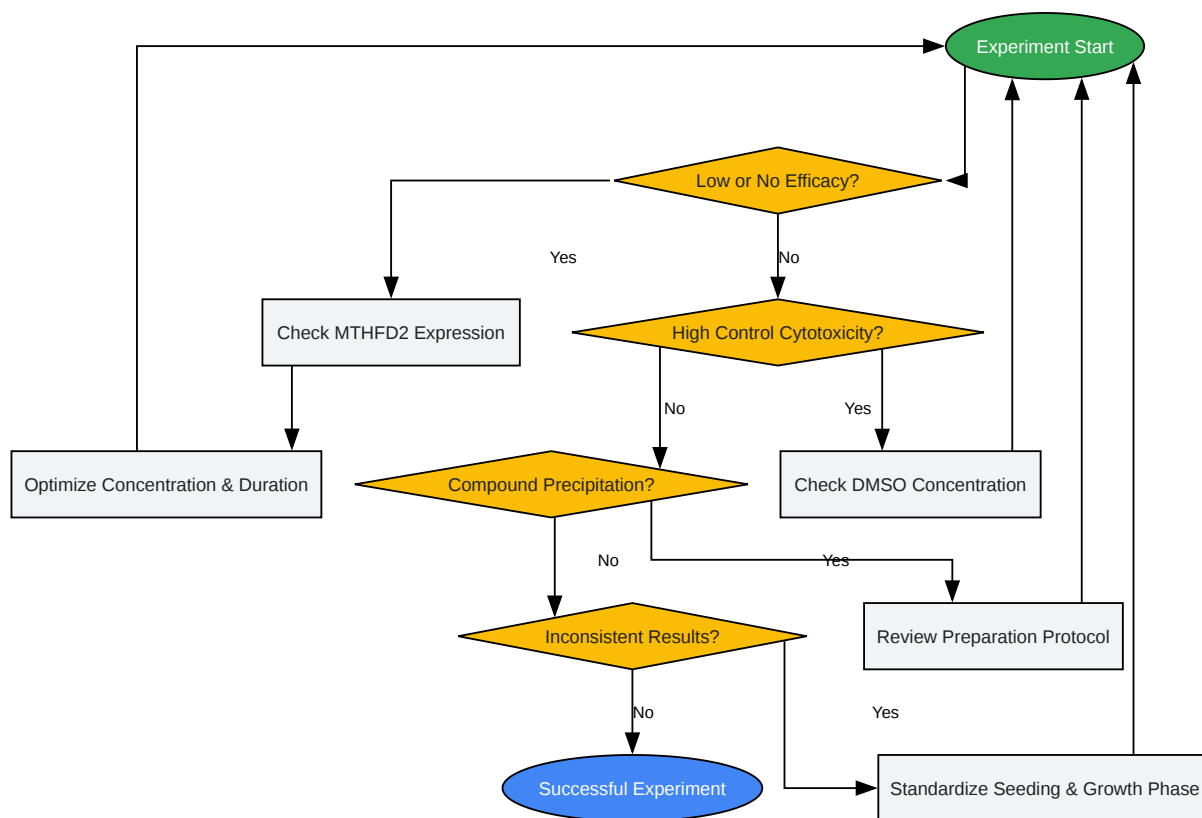 Experiment Start
Low or No Efficacy?
Yes
No
Check MTHFD2 Expression
High Control Cytotoxicity?
No
Yes
Optimize Concentration & Duration
Compound Precipitation?
Check DMSO Concentration
No
Yes
Inconsistent Results?
Review Preparation Protocol
No
Yes
Successful Experiment
Standardize Seeding & Growth Phase